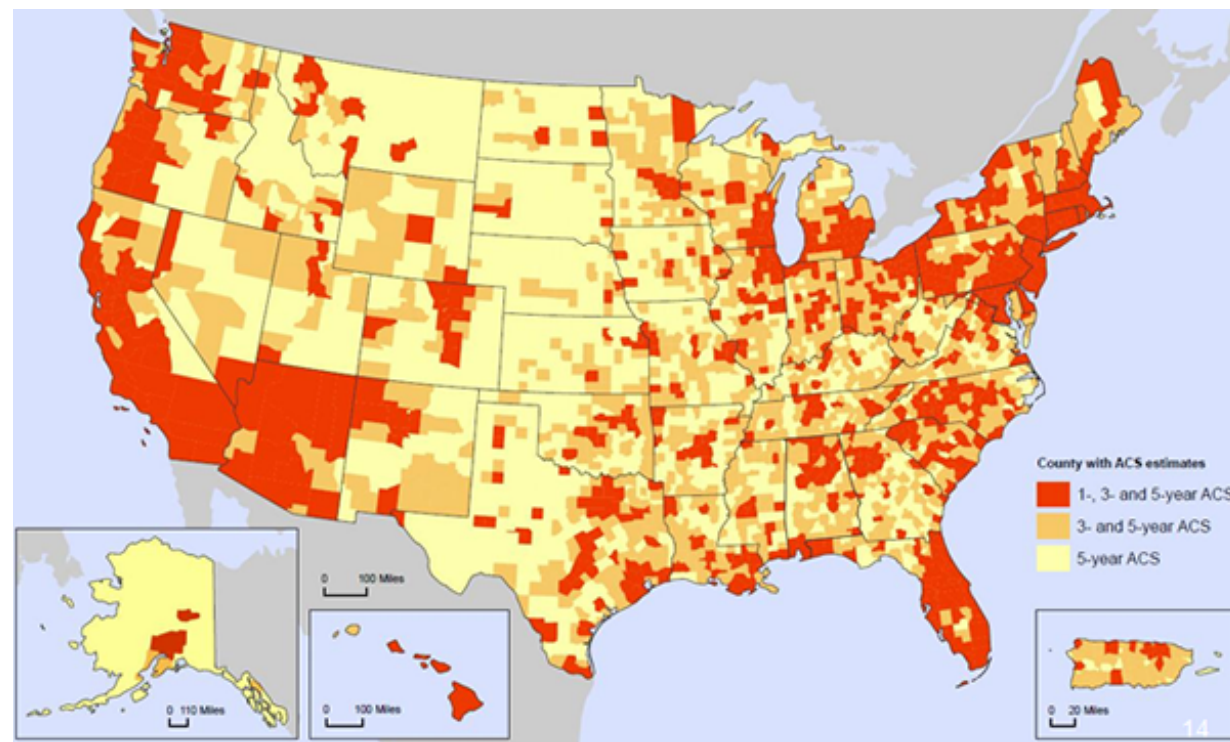 County with ACS estimates
1-, 3- and 5-year ACS
3- and 5-year ACS
5-year ACS
0 100 Miles
0 110 Miles
0 100 Miles
0 20 Miles
14